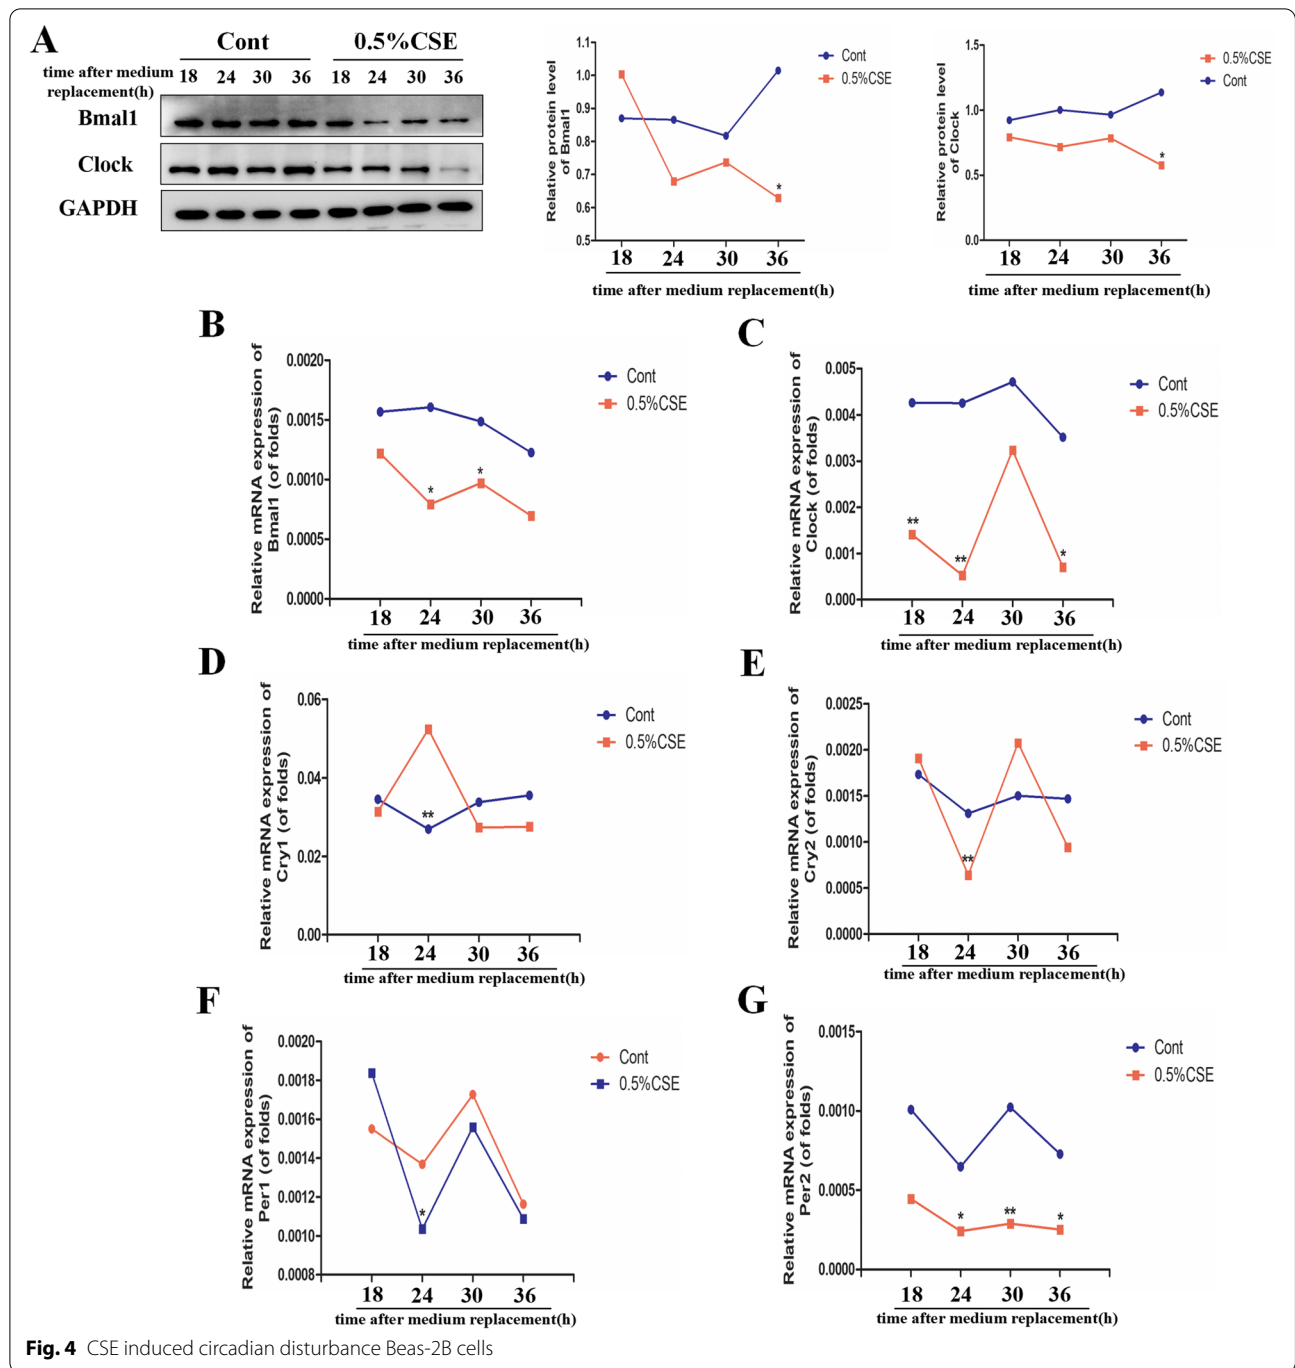 A
Cont 0.5%CSE
time after medium replacement(h) 18 24 30 36 18 24 30 36
Bmal1
Clock
GAPDH
Relative protein level
of Bmal1
1.1
1.0
0.9
0.8
0.7
0.6
0.5
Cont
0.5%CSE
*
18 24 30 36
time after medium replacement(h)
Relative protein level
of Clock
1.5
1.0
0.5
0.0
0.5%CSE
Cont
*
18 24 30 36
time after medium replacement(h)
B
Relative mRNA expression of
Bmal1 (of folds)
0.0020
0.0015
0.0010
0.0005
0.0000
Cont
0.5%CSE
* *
18 24 30 36
time after medium replacement(h)
C
Relative mRNA expression of
Clock (of folds)
0.005
0.004
0.003
0.002
0.001
0.000
Cont
0.5%CSE
** ** *
18 24 30 36
time after medium replacement(h)
D
Relative mRNA expression of
Cry1 (of folds)
0.06
0.04
0.02
0.00
Cont
0.5%CSE
**
18 24 30 36
time after medium replacement(h)
E
Relative mRNA expression of
Cry2 (of folds)
0.0025
0.0020
0.0015
0.0010
0.0005
0.0000
Cont
0.5%CSE
**
18 24 30 36
time after medium replacement(h)
F
Relative mRNA expression of
Per1 (of folds)
0.0020
0.0018
0.0016
0.0014
0.0012
0.0010
0.0008
Cont
0.5%CSE
*
18 24 30 36
time after medium replacement(h)
G
Relative mRNA expression of
Per2 (of folds)
0.0015
0.0010
0.0005
0.0000
Cont
0.5%CSE
* ** *
18 24 30 36
time after medium replacement(h)
Fig. 4 CSE induced circadian disturbance Beas-2B cells